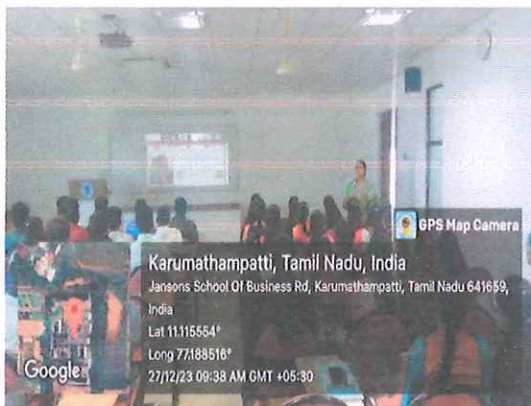 GPS Map Camera
Karumathampatti, Tamil Nadu, India
Jansons School Of Business Rd, Karumathampatti, Tamil Nadu 641659,
India
Lat 11.115554°
Long 77.188516°
27/12/23 09:38 AM GMT +05:30
Google